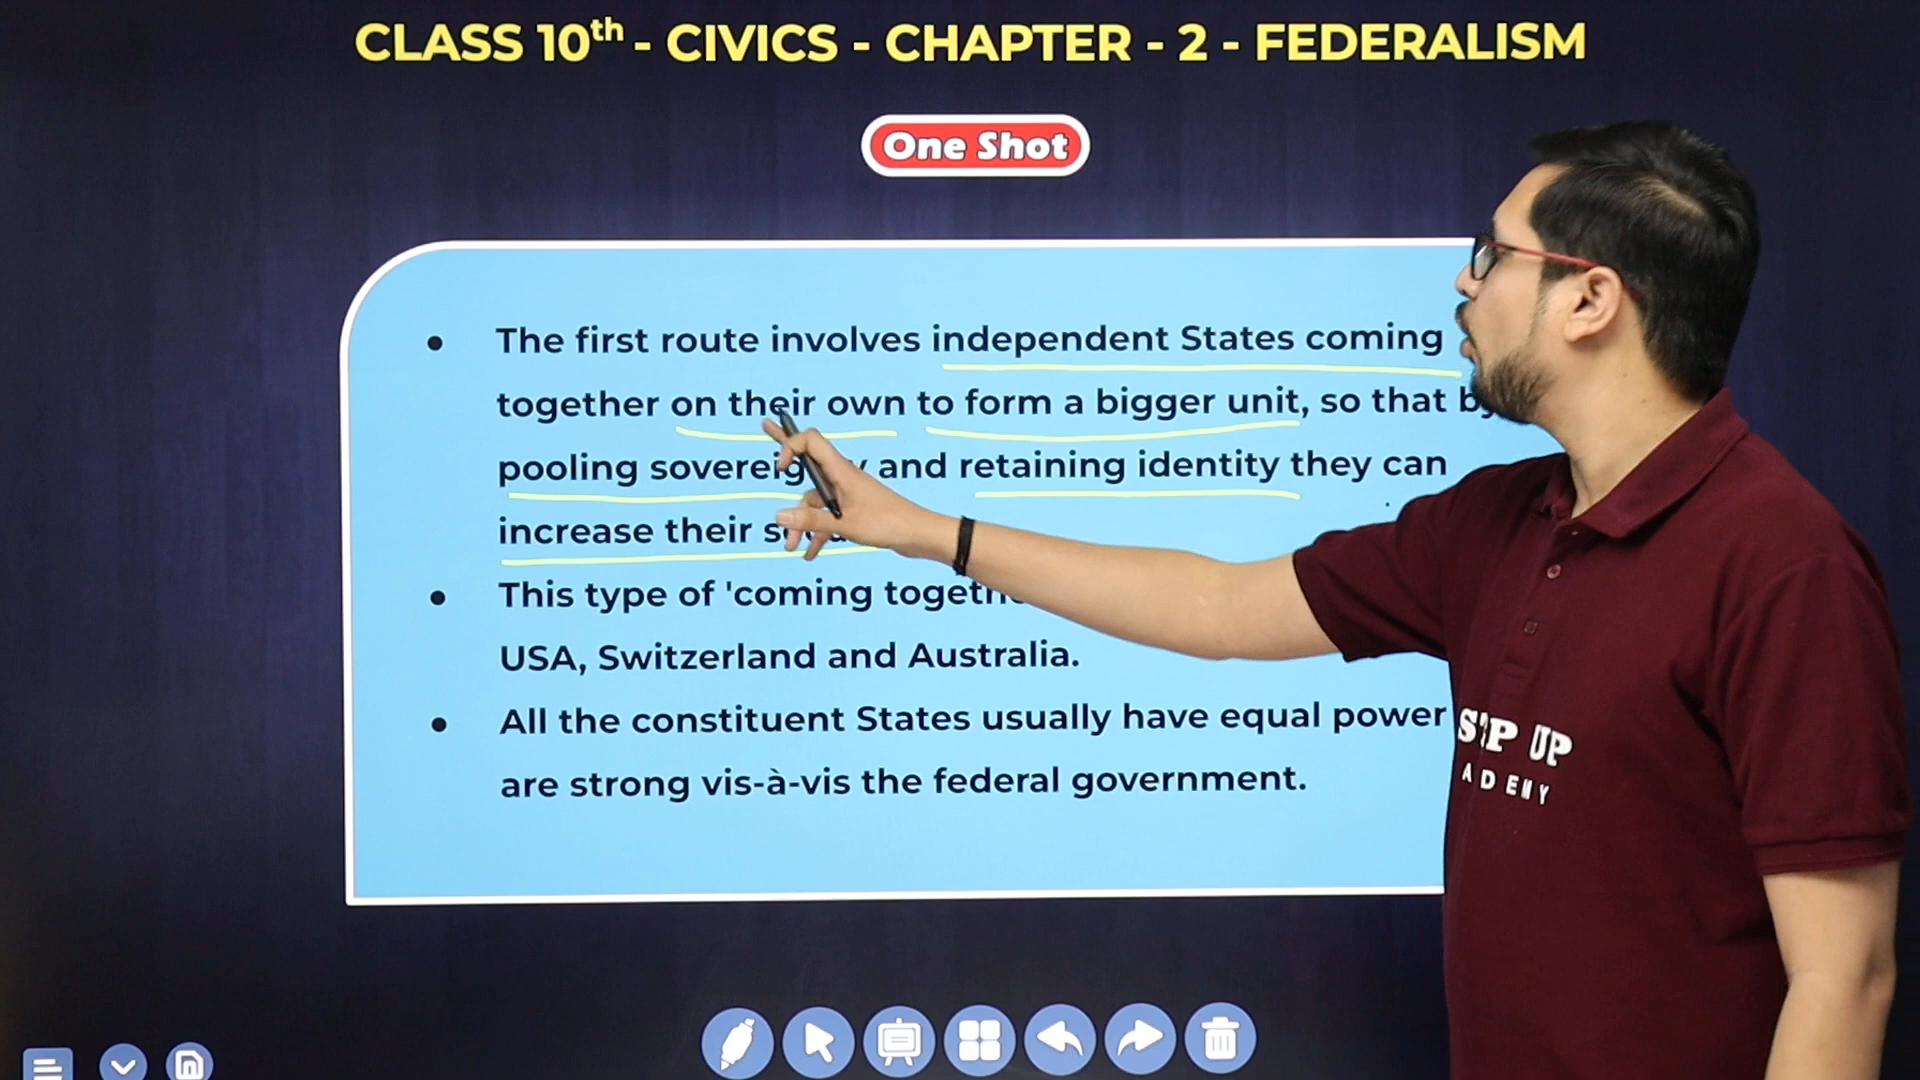 CLASS 10th - CIVICS - CHAPTER - 2 - FEDERALISM
One Shot
• The first route involves independent States coming
together on their own to form a bigger unit, so that by
pooling and retaining identity they can
increase their
• This type of 'coming
USA, Switzerland and Australia.
• All the constituent States usually have equal power
are strong vis-à-vis the federal government.
UP